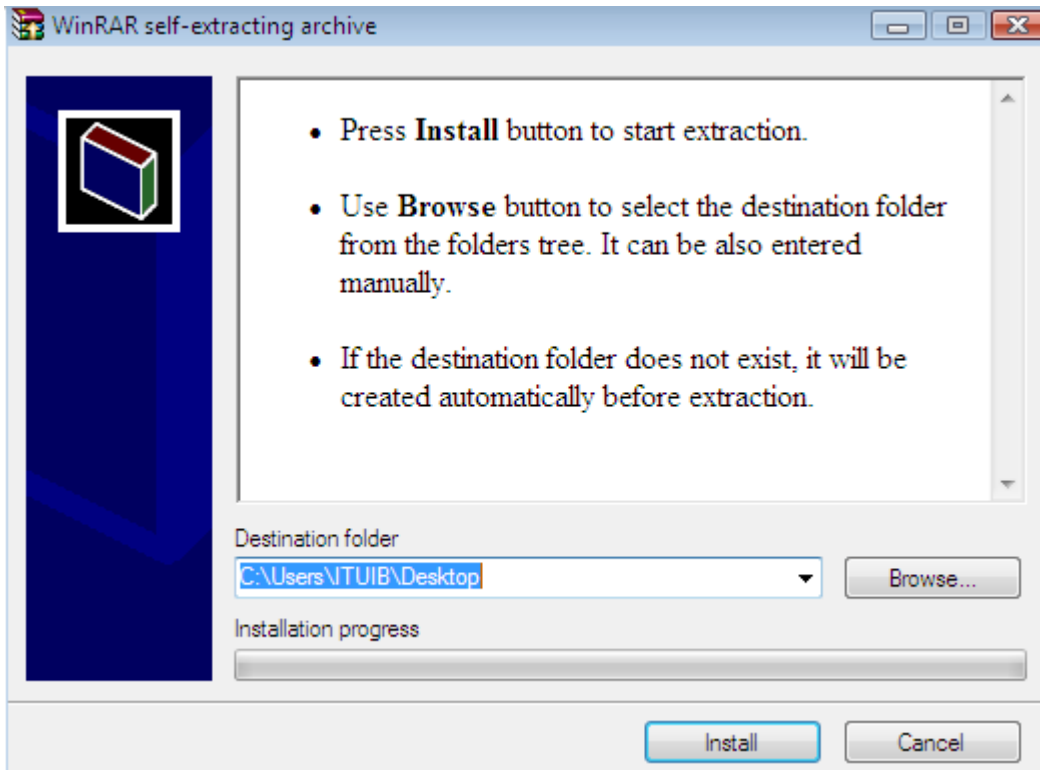 WinRAR self-extracting archive
• Press Install button to start extraction.
• Use Browse button to select the destination folder
from the folders tree. It can be also entered
manually.
• If the destination folder does not exist, it will be
created automatically before extraction.
Destination folder
C:\Users\ITUIB\Desktop
Browse...
Installation progress
Install
Cancel